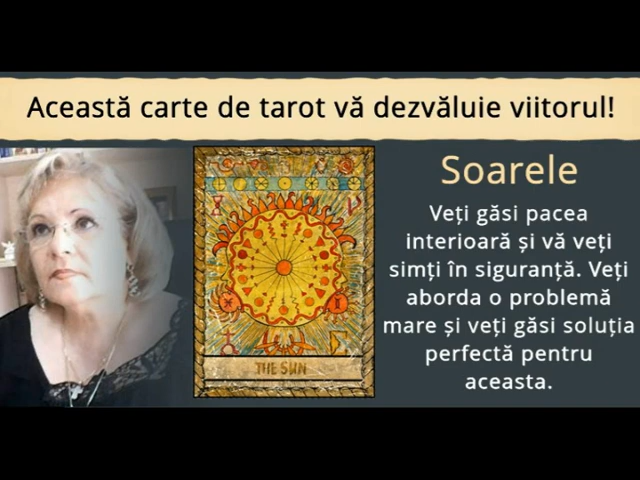 Această carte de tarot vă dezvăluie viitorul!
Soarele
Veți găsi pacea
interioară și vă veți
simți în siguranță. Veți
aborda o problemă
mare și veți găsi soluția
perfectă pentru
aceasta.
THE SUN